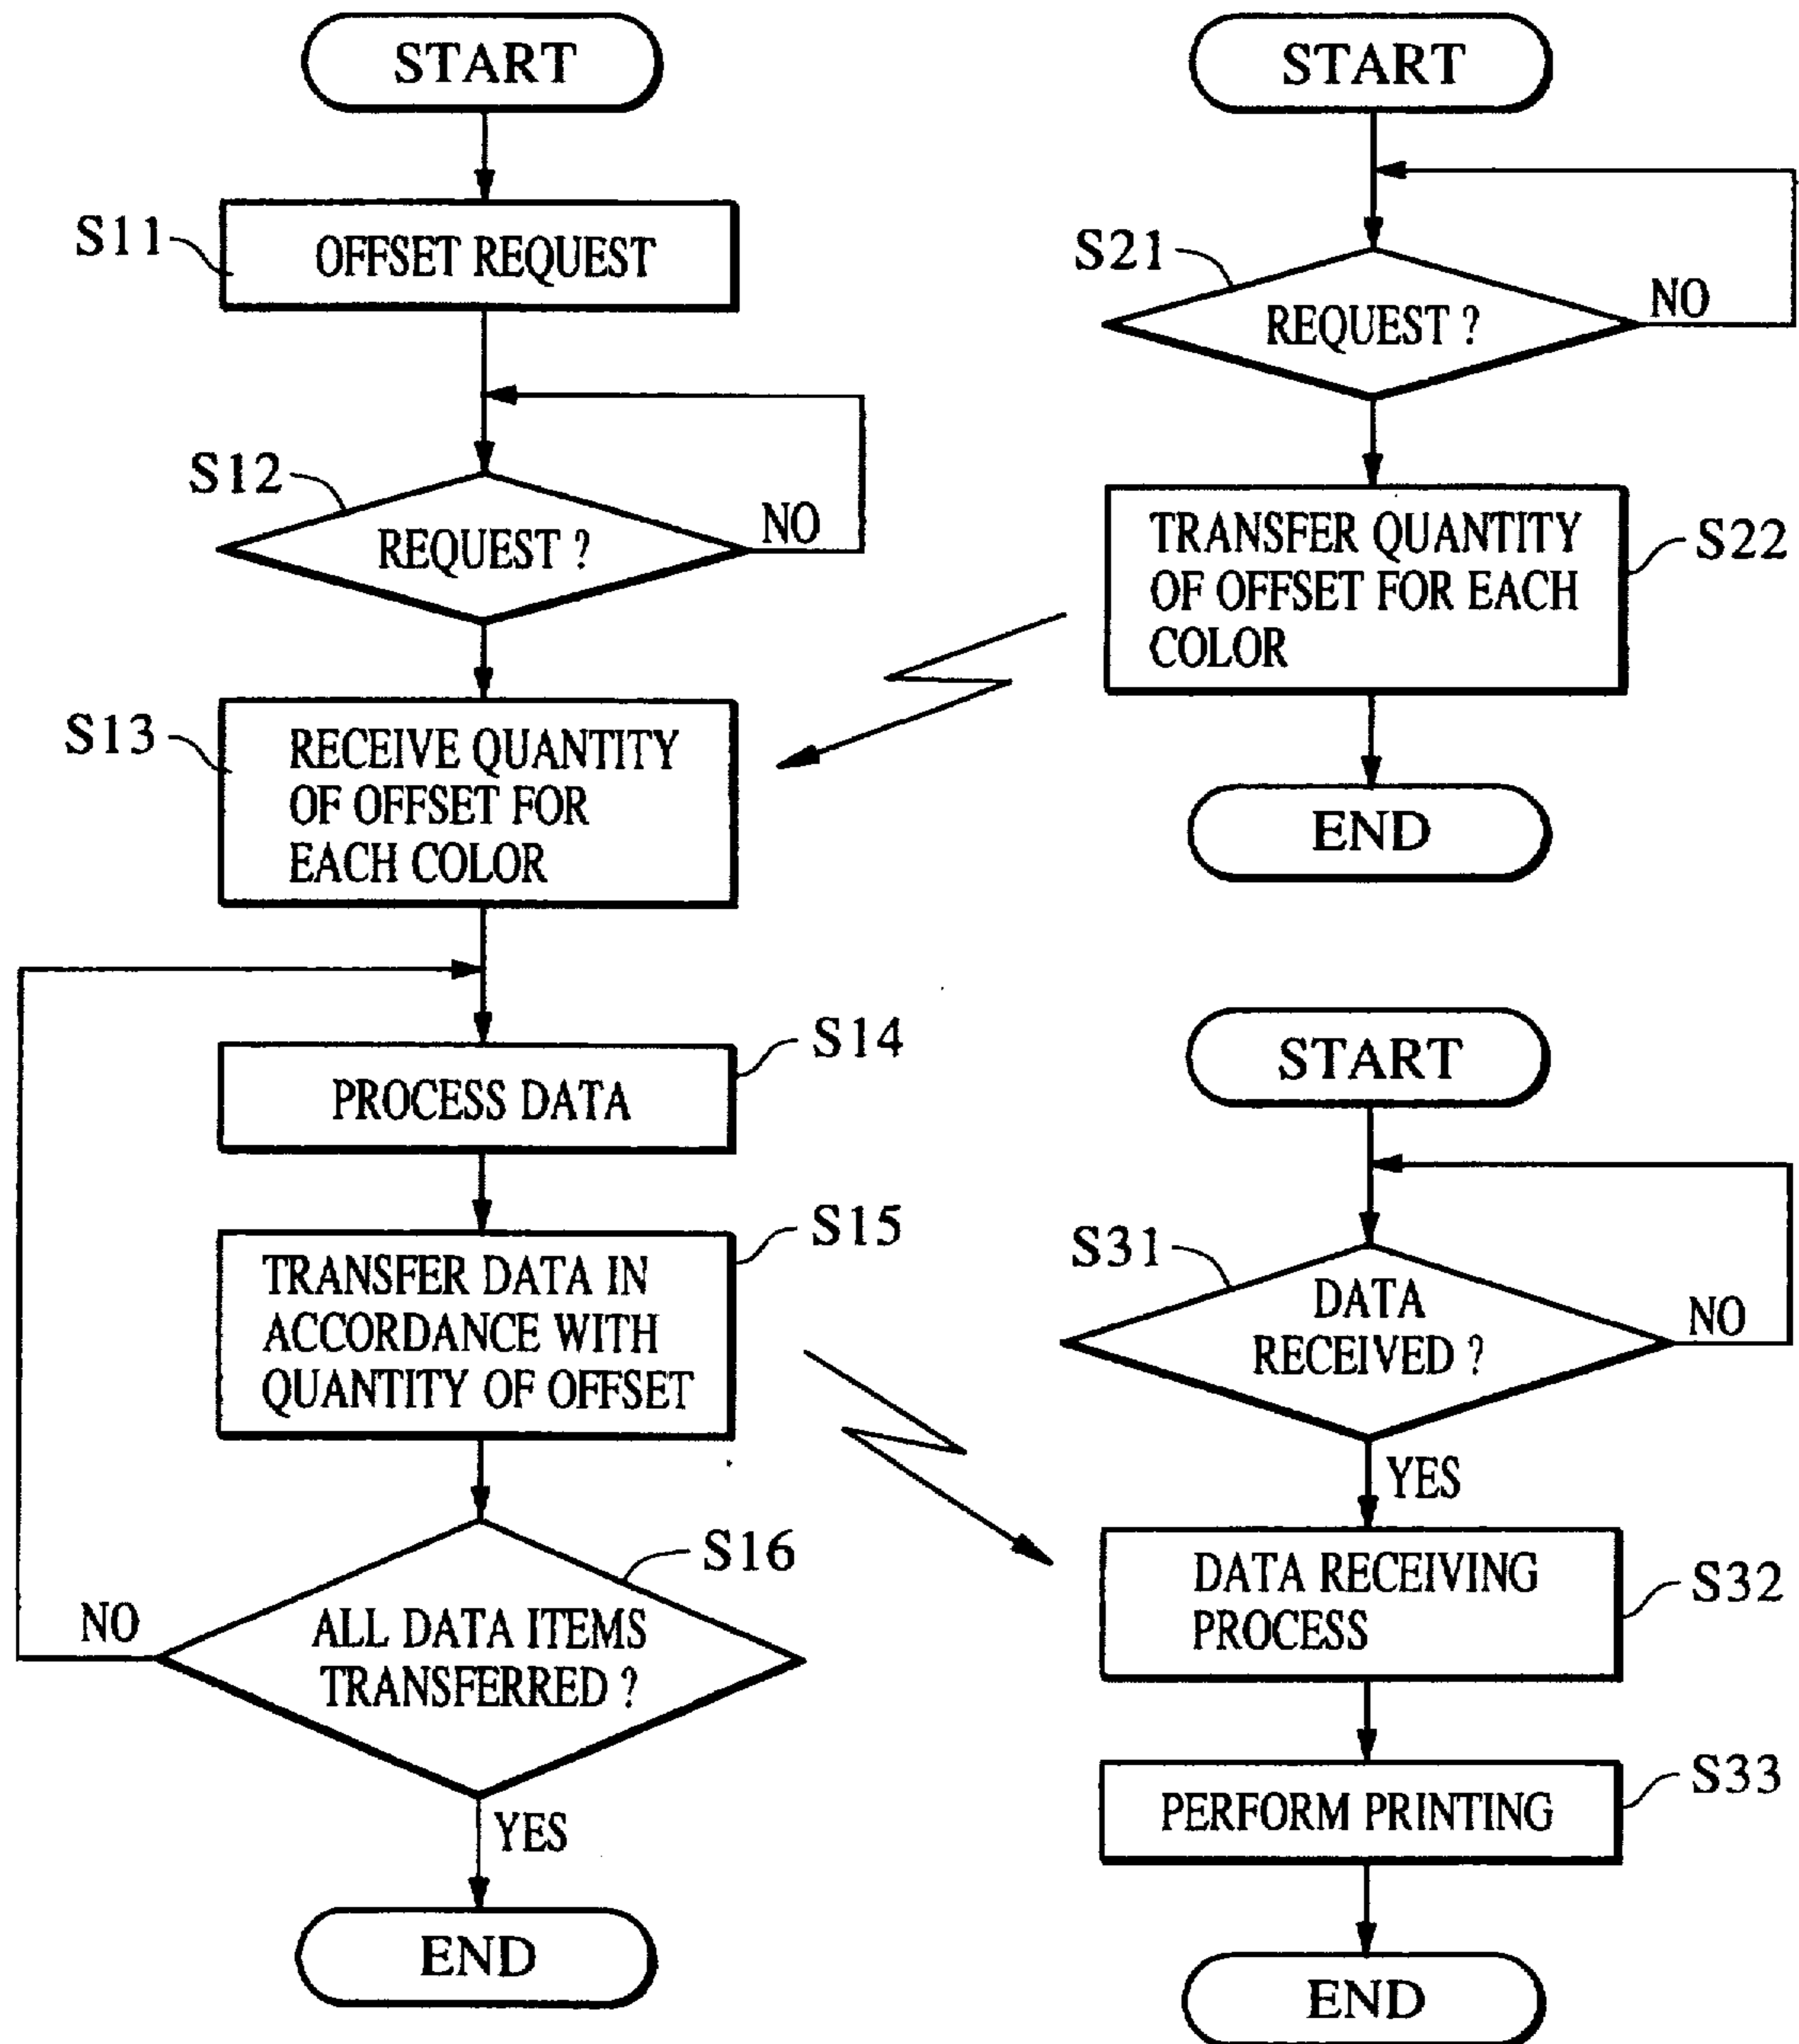 START
S11
OFFSET REQUEST
S12
REQUEST ?
NO
S13
RECEIVE QUANTITY
OF OFFSET FOR
EACH COLOR
S14
PROCESS DATA
S15
TRANSFER DATA IN
ACCORDANCE WITH
QUANTITY OF OFFSET
S16
ALL DATA ITEMS
TRANSFERRED ?
NO
YES
END
START
S21
REQUEST ?
NO
TRANSFER QUANTITY
OF OFFSET FOR EACH
COLOR
S22
END
START
S31
DATA
RECEIVED ?
NO
YES
DATA RECEIVING
PROCESS
S32
PERFORM PRINTING
S33
END